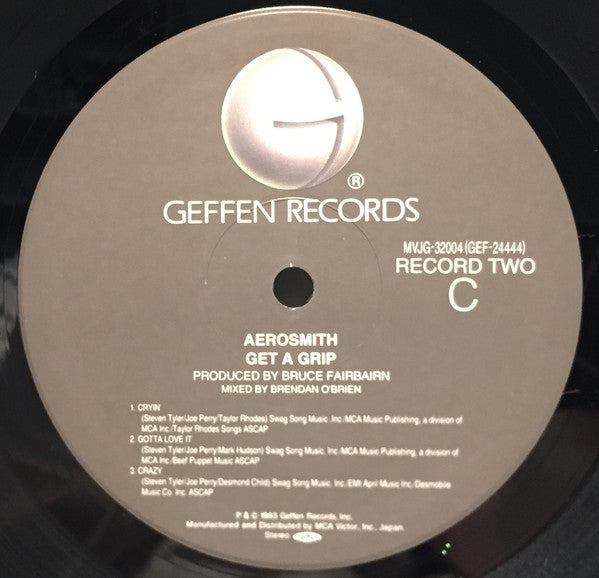 G
®
GEFFEN RECORDS
MVJG-32004 (GEF-24444)
RECORD TWO
C
AEROSMITH
GET A GRIP
PRODUCED BY BRUCE FAIRBAIRN
MIXED BY BRENDAN O'BRIEN
1. CRYIN'
(Steven Tyler/Joe Perry/Taylor Rhodes) Swag Song Music, Inc./MCA Music Publishing, a division of
MCA Inc./Taylor Rhodes Songs ASCAP
2. GOTTA LOVE IT
(Steven Tyler/Joe Perry/Mark Hudson) Swag Song Music, Inc./MCA Music Publishing, a division of
MCA Inc./Beef Puppet Music ASCAP
3. CRAZY
(Steven Tyler/Joe Perry/Desmond Child) Swag Song Music, Inc./EMI April Music Inc./Desmobile
Music Co. Inc. ASCAP
P & C 1993 Geffen Records, Inc.
Manufactured and Distributed by MCA Victor, Inc., Japan.
Stereo